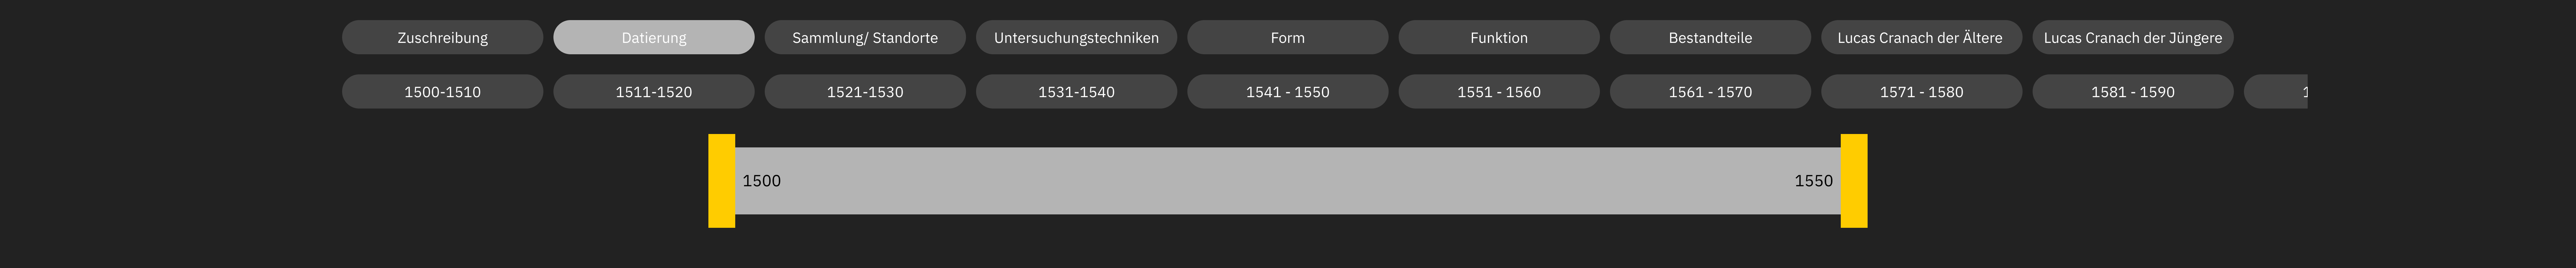 Zuschreibung Datierung Sammlung/ Standorte Untersuchungstechniken Form Funktion Bestandteile Lucas Cranach der Ältere Lucas Cranach der Jüngere
1500-1510 1511-1520 1521-1530 1531-1540 1541 - 1550 1551 - 1560 1561 - 1570 1571 - 1580 1581 - 1590
1500 1550